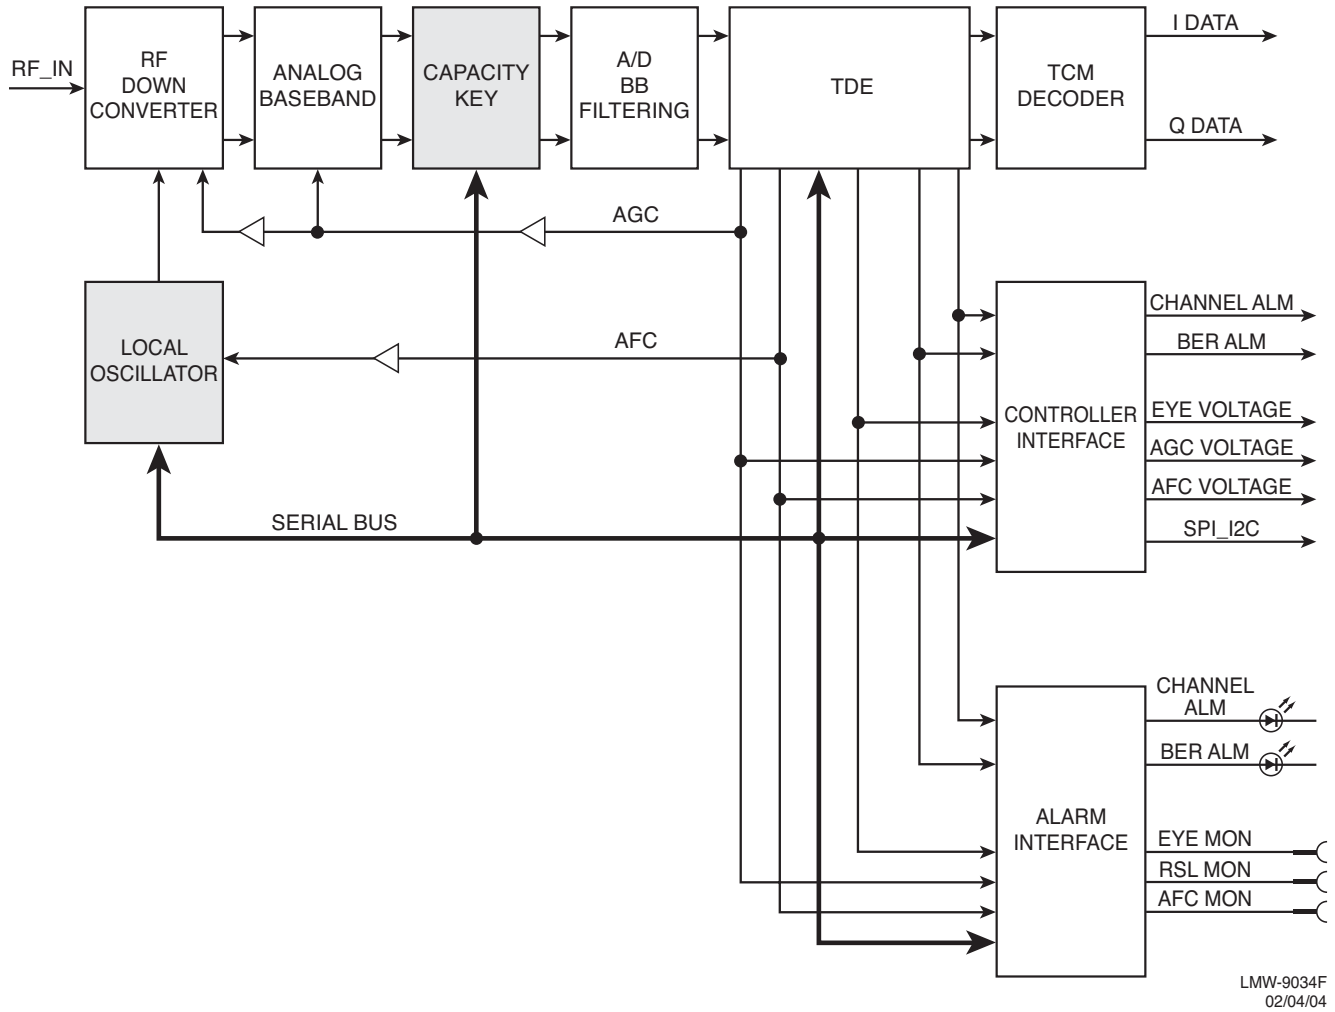 RF_IN
RF
DOWN
CONVERTER
ANALOG
BASEBAND
CAPACITY
KEY
A/D
BB
FILTERING
TDE
TCM
DECODER
I DATA
Q DATA
AGC
AFC
LOCAL
OSCILLATOR
SERIAL BUS
CONTROLLER
INTERFACE
CHANNEL ALM
BER ALM
EYE VOLTAGE
AGC VOLTAGE
AFC VOLTAGE
SPI_I2C
ALARM
INTERFACE
CHANNEL
ALM
BER ALM
EYE MON
RSL MON
AFC MON
LMW-9034F
02/04/04